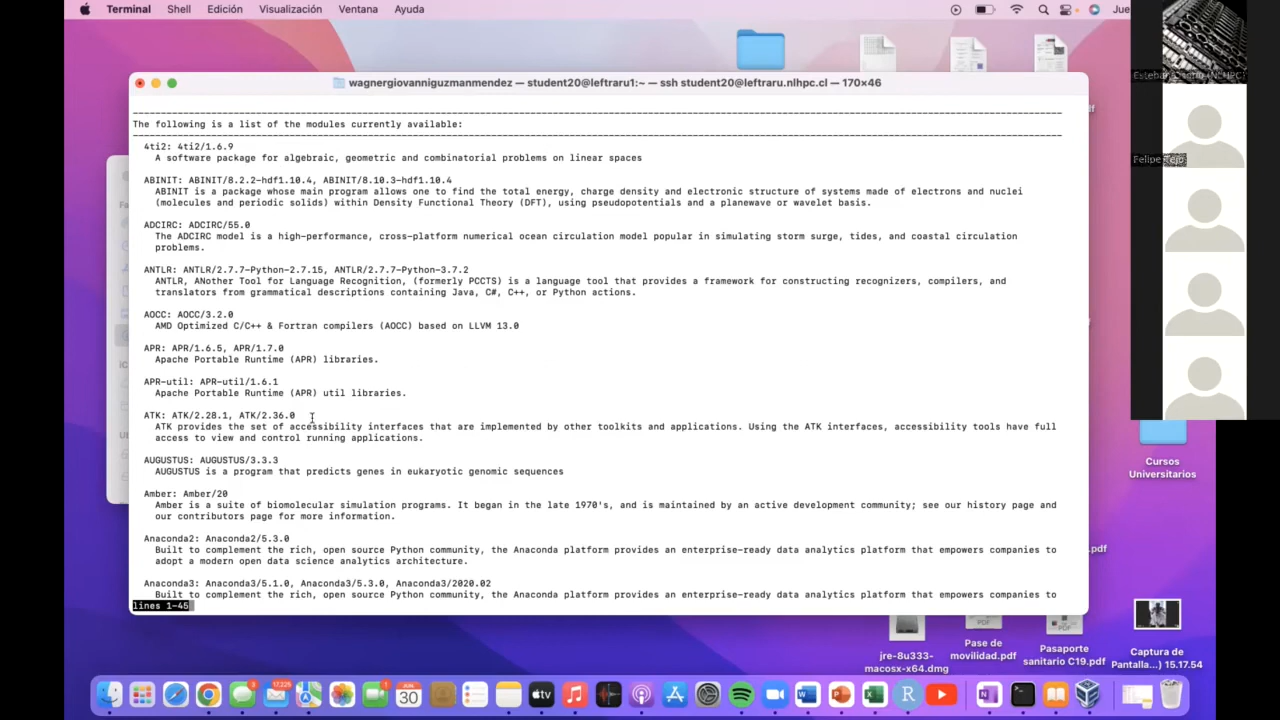 Terminal Shell Edición Visualización Ventana Ayuda Jue
wagnergiovanniguzmanmendez — student20@leftraru1:~ — ssh student20@leftraru.nlhpc.cl — 170×46
The following is a list of the modules currently available:
4ti2: 4ti2/1.6.9
A software package for algebraic, geometric and combinatorial problems on linear spaces
ABINIT: ABINIT/8.2.2-hdf1.10.4, ABINIT/8.10.3-hdf1.10.4
ABINIT is a package whose main program allows one to find the total energy, charge density and electronic structure of systems made of electrons and nuclei
(molecules and periodic solids) within Density Functional Theory (DFT), using pseudopotentials and a planewave or wavelet basis.
ADCIRC: ADCIRC/55.0
The ADCIRC model is a high-performance, cross-platform numerical ocean circulation model popular in simulating storm surge, tides, and coastal circulation
problems.
ANTLR: ANTLR/2.7.7-Python-2.7.15, ANTLR/2.7.7-Python-3.7.2
ANTLR, ANother Tool for Language Recognition, (formerly PCCTS) is a language tool that provides a framework for constructing recognizers, compilers, and
translators from grammatical descriptions containing Java, C#, C++, or Python actions.
AOCC: AOCC/3.2.0
AMD Optimized C/C++ & Fortran compilers (AOCC) based on LLVM 13.0
APR: APR/1.6.5, APR/1.7.0
Apache Portable Runtime (APR) libraries.
APR-util: APR-util/1.6.1
Apache Portable Runtime (APR) util libraries.
ATK: ATK/2.28.1, ATK/2.36.0
ATK provides the set of accessibility interfaces that are implemented by other toolkits and applications. Using the ATK interfaces, accessibility tools have full
access to view and control running applications.
AUGUSTUS: AUGUSTUS/3.3.3
AUGUSTUS is a program that predicts genes in eukaryotic genomic sequences
Amber: Amber/20
Amber is a suite of biomolecular simulation programs. It began in the late 1970's, and is maintained by an active development community; see our history page and
our contributors page for more information.
Anaconda2: Anaconda2/5.3.0
Built to complement the rich, open source Python community, the Anaconda platform provides an enterprise-ready data analytics platform that empowers companies to
adopt a modern open data science analytics architecture.
Anaconda3: Anaconda3/5.1.0, Anaconda3/5.3.0, Anaconda3/2020.02
Built to complement the rich, open source Python community, the Anaconda platform provides an enterprise-ready data analytics platform that empowers companies to
lines 1-45
(NLHPC)
Felipe Tejo
Cursos
Universitarios
.pdf
jre-8u333-
macosx-x64.dmg
PDF
Pase de
movilidad.pdf
PDF
Pasaporte
sanitario C19.pdf
Captura de
Pantalla...) 15.17.54
JUN
30
tv